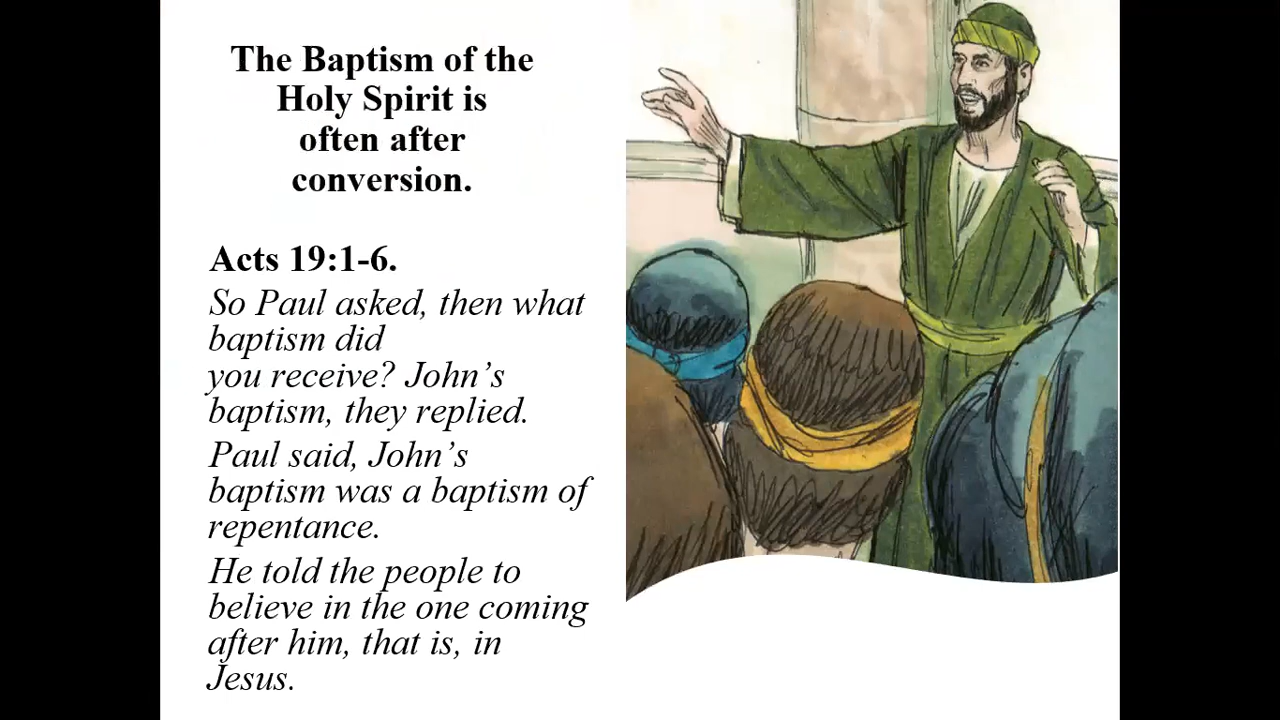 The Baptism of the
Holy Spirit is
often after
conversion.
Acts 19:1-6.
So Paul asked, then what
baptism did
you receive? John’s
baptism, they replied.
Paul said, John’s
baptism was a baptism of
repentance.
He told the people to
believe in the one coming
after him, that is, in
Jesus.